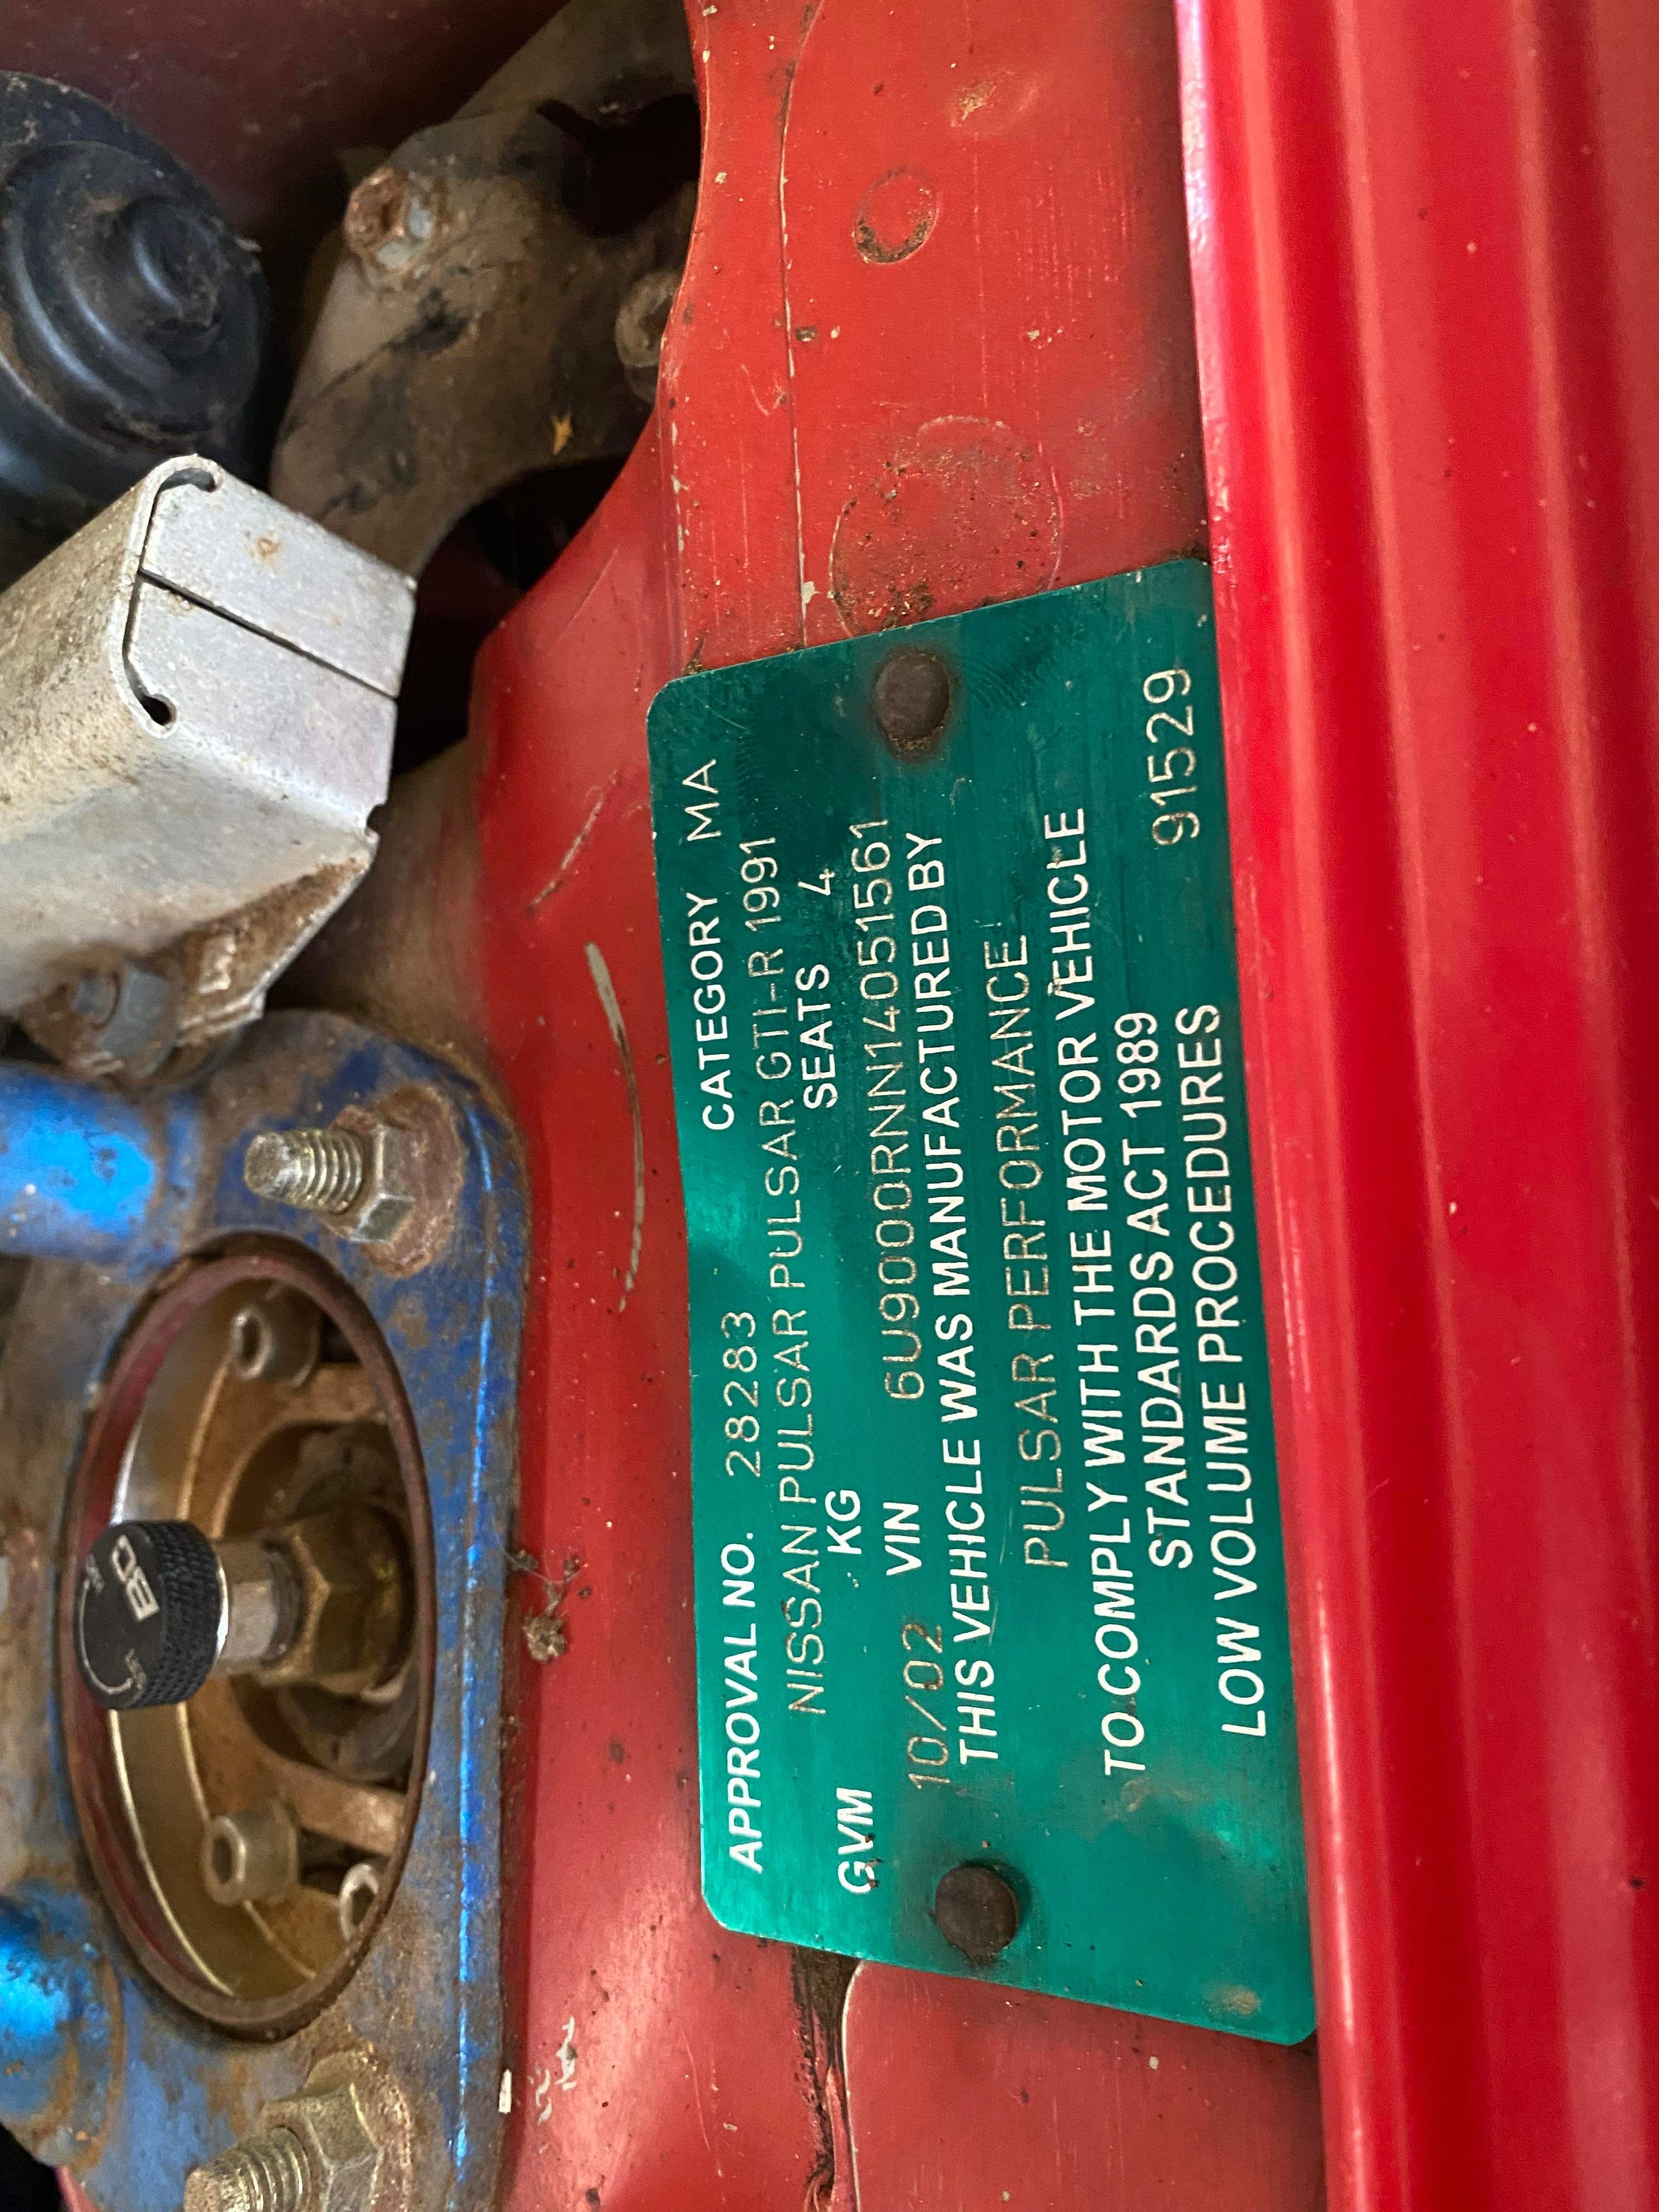 APPROVAL NO. 28283 CATEGORY MA
NISSAN PULSAR PULSAR GTI-R 1991
GVM KG SEATS 4
10/02 VIN 6U9000RNN14051561
THIS VEHICLE WAS MANUFACTURED BY
PULSAR PERFORMANCE
TO COMPLY WITH THE MOTOR VEHICLE
STANDARDS ACT 1989
LOW VOLUME PROCEDURES 91529